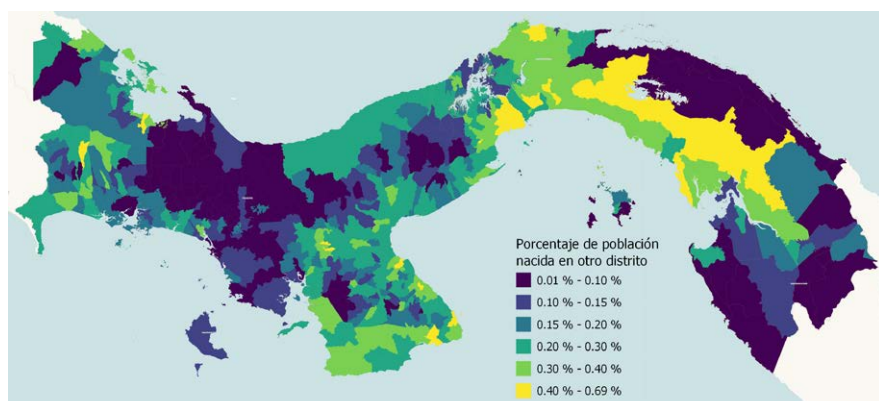 Porcentaje de población
nacida en otro distrito
0.01 % - 0.10 %
0.10 % - 0.15 %
0.15 % - 0.20 %
0.20 % - 0.30 %
0.30 % - 0.40 %
0.40 % - 0.69 %